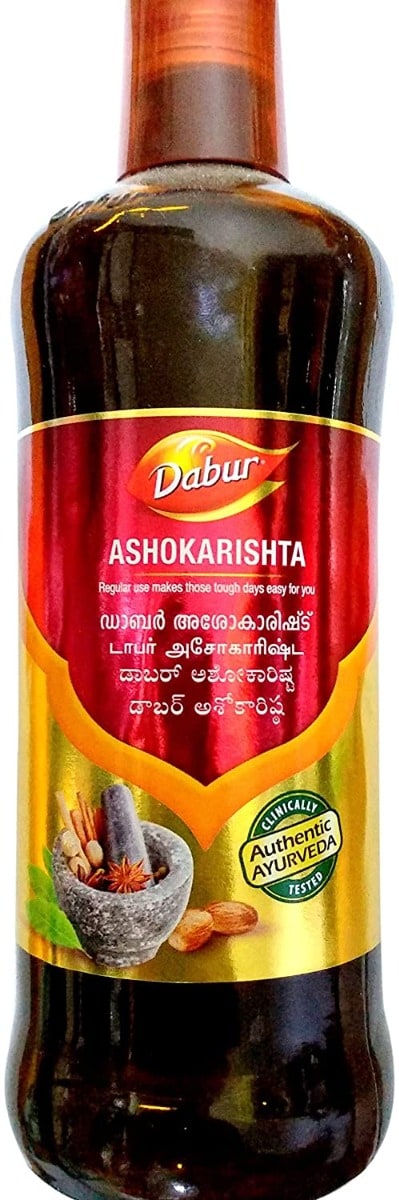 Dabur
ASHOKARISHTA
Regular use makes those tough days easy for you
ഡാബർ അശോകാരിഷ്ട്
டாபர் அசோகாரிஷ்ட
ಡಾಬರ್ ಅಶೋಕಾರಿಷ್ಟ
డాబర్ అశోకారిష్ఠ
CLINICALLY
Authentic
AYURVEDA
TESTED